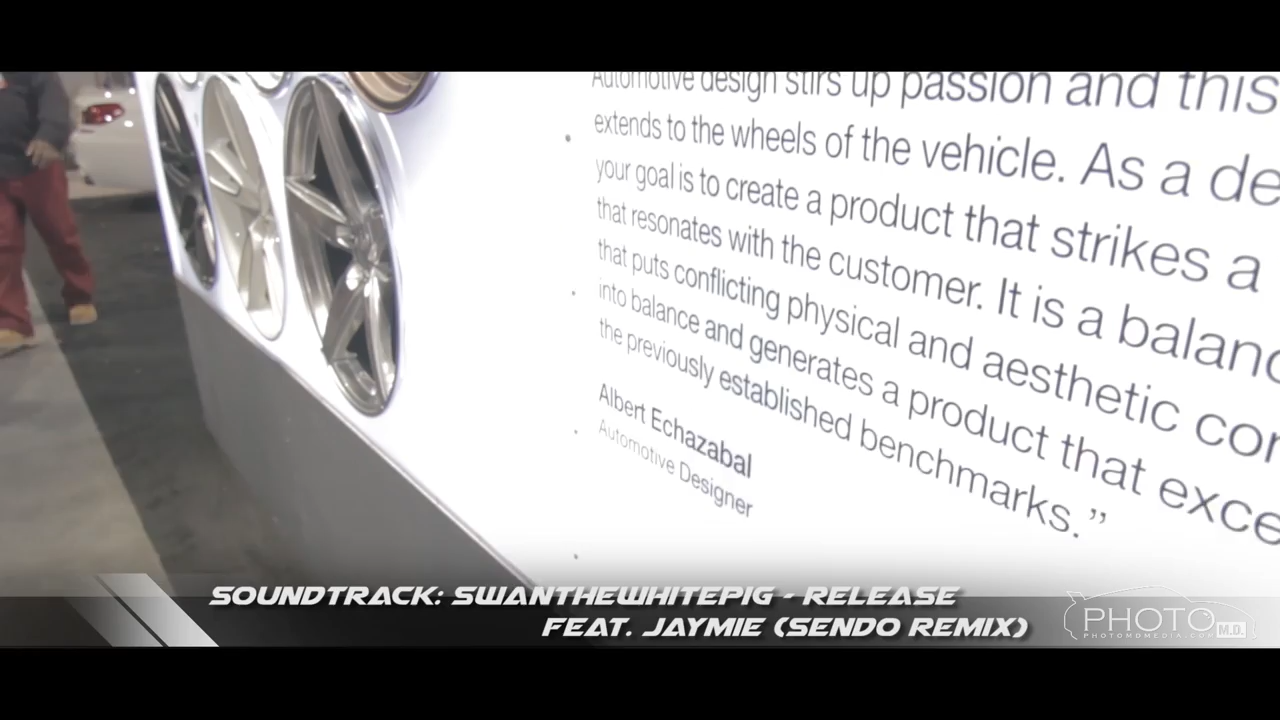 Automotive design stirs up passion and this
extends to the wheels of the vehicle. As a de
your goal is to create a product that strikes a
that resonates with the customer. It is a balanc
that puts conflicting physical and aesthetic con
into balance and generates a product that exce
the previously established benchmarks.”
Albert Echazabal
Automotive Designer
SOUNDTRACK: SWANTHEWHITEPIG - RELEASE
FEAT. JAYMIE (SENDO REMIX)
PHOTO M.D.
PHOTOMDMEDIA.COM